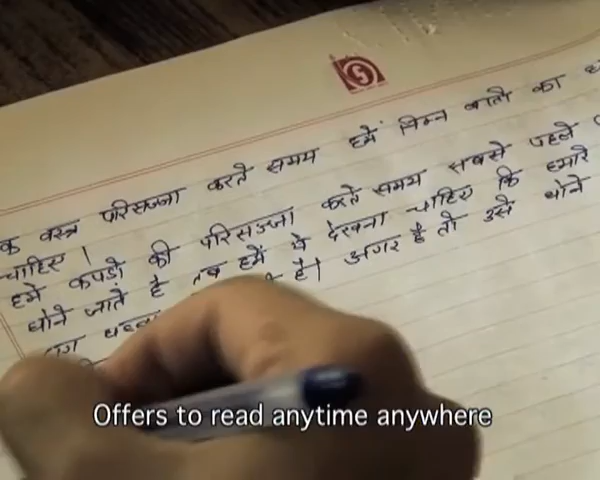 क वस्त्र परिसज्जा करते समय हमें निम्न बातो का
चाहिए।
हमे कपडो की परिसज्जा करते समय सबसे पहले
धोने जाते है तब हमें ये देखना चाहिए कि हमारे
है। अगर है तो उसे धोने
Offers to read anytime anywhere